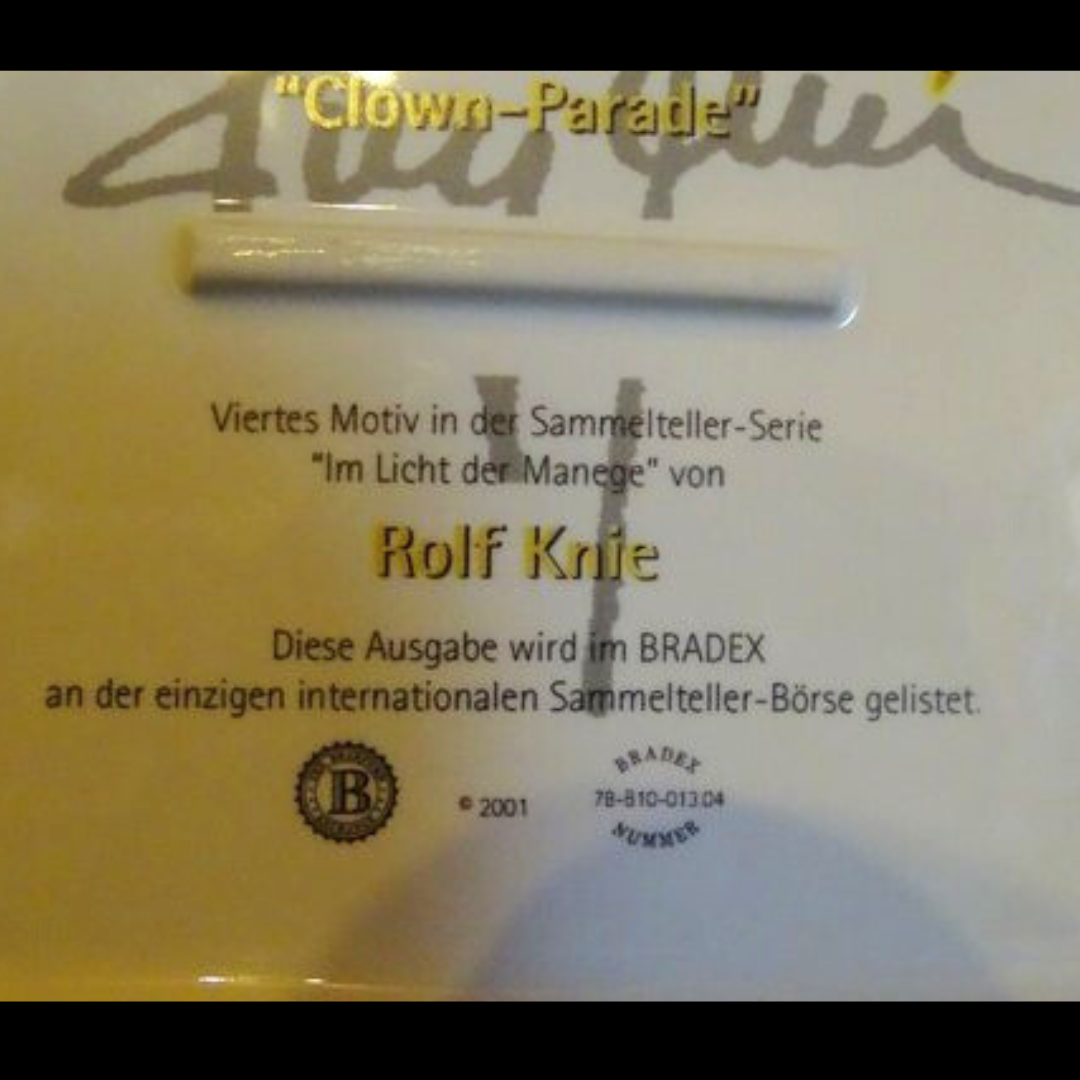 "Clown-Parade"
Viertes Motiv in der Sammelteller-Serie
"Im Licht der Manege" von
Rolf Knie
Diese Ausgabe wird im BRADEX
an der einzigen internationalen Sammelteller-Börse gelistet.
B
© 2001
BRADEX
78-B10-013.04
NUMMER